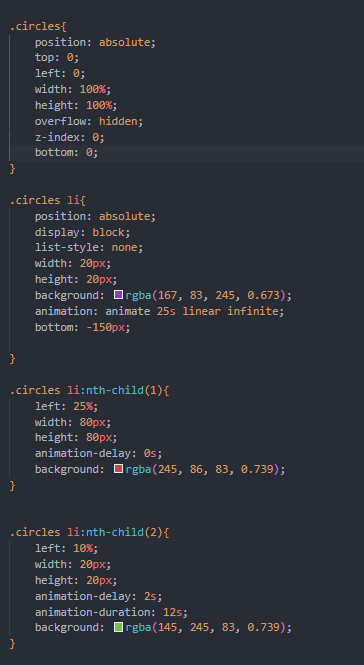 .circles{
    position: absolute;
    top: 0;
    left: 0;
    width: 100%;
    height: 100%;
    overflow: hidden;
    z-index: 0;
    bottom: 0;
}
.circles li{
    position: absolute;
    display: block;
    list-style: none;
    width: 20px;
    height: 20px;
    background: rgba(167, 83, 245, 0.673);
    animation: animate 25s linear infinite;
    bottom: -150px;
}
.circles li:nth-child(1){
    left: 25%;
    width: 80px;
    height: 80px;
    animation-delay: 0s;
    background: rgba(245, 86, 83, 0.739);
}
.circles li:nth-child(2){
    left: 10%;
    width: 20px;
    height: 20px;
    animation-delay: 2s;
    animation-duration: 12s;
    background: rgba(145, 245, 83, 0.739);
}